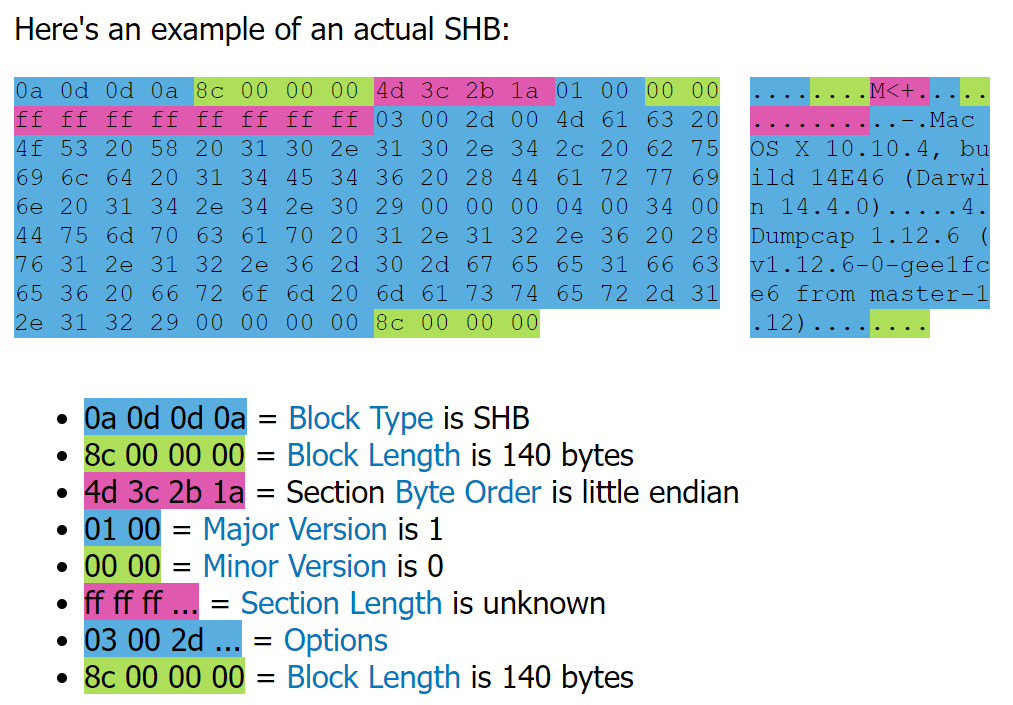 Here's an example of an actual SHB:
0a 0d 0d 0a 8c 00 00 00 4d 3c 2b 1a 01 00 00 00 ........M<+.....
ff ff ff ff ff ff ff ff 03 00 2d 00 4d 61 63 20 ..........-.Mac
4f 53 20 58 20 31 30 2e 31 30 2e 34 2c 20 62 75 OS X 10.10.4, bu
69 6c 64 20 31 34 45 34 36 20 28 44 61 72 77 69 ild 14E46 (Darwi
6e 20 31 34 2e 34 2e 30 29 00 00 00 04 00 34 00 n 14.4.0).....4.
44 75 6d 70 63 61 70 20 31 2e 31 32 2e 36 20 28 Dumpcap 1.12.6 (
76 31 2e 31 32 2e 36 2d 30 2d 67 65 65 31 66 63 v1.12.6-0-gee1fc
65 36 20 66 72 6f 6d 20 6d 61 73 74 65 72 2d 31 e6 from master-1
2e 31 32 29 00 00 00 00 8c 00 00 00 .12)........
• 0a 0d 0d 0a = Block Type is SHB
• 8c 00 00 00 = Block Length is 140 bytes
• 4d 3c 2b 1a = Section Byte Order is little endian
• 01 00 = Major Version is 1
• 00 00 = Minor Version is 0
• ff ff ff ... = Section Length is unknown
• 03 00 2d ... = Options
• 8c 00 00 00 = Block Length is 140 bytes